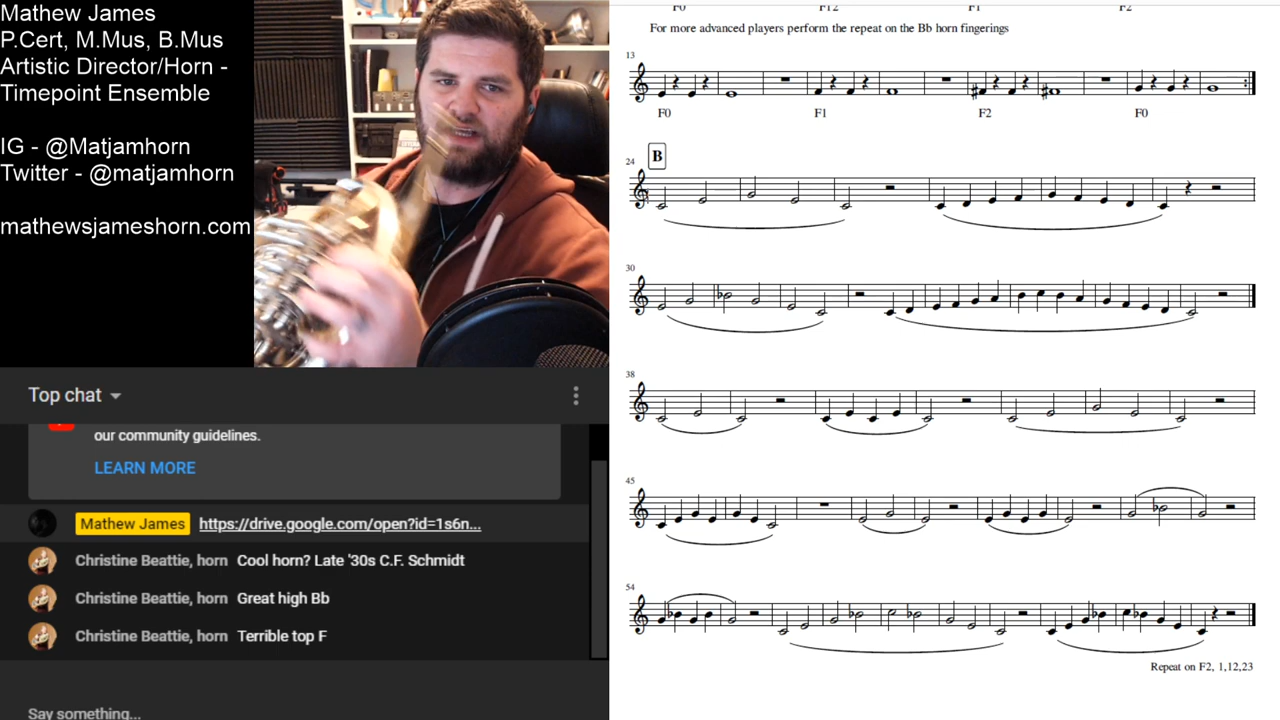 Mathew James
P.Cert, M.Mus, B.Mus
Artistic Director/Horn -
Timepoint Ensemble
IG - @Matjamhorn
Twitter - @matjamhorn
mathewsjameshorn.com
Top chat
our community guidelines.
LEARN MORE
Mathew James https://drive.google.com/open?id=1s6n...
Christine Beattie, horn Cool horn? Late '30s C.F. Schmidt
Christine Beattie, horn Great high Bb
Christine Beattie, horn Terrible top F
Say something...
F0 F12 F1 F2
For more advanced players perform the repeat on the Bb horn fingerings
13
F0 F1 F2 F0
B
24
30
38
45
54
Repeat on F2, 1,12,23